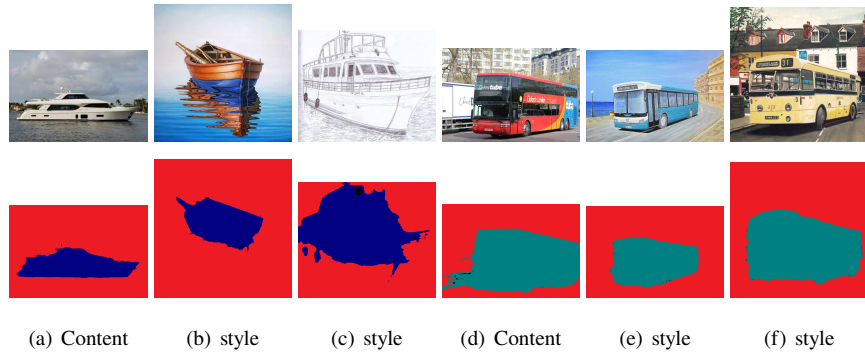 (a) Content
(b) style
(c) style
(d) Content
(e) style
(f) style